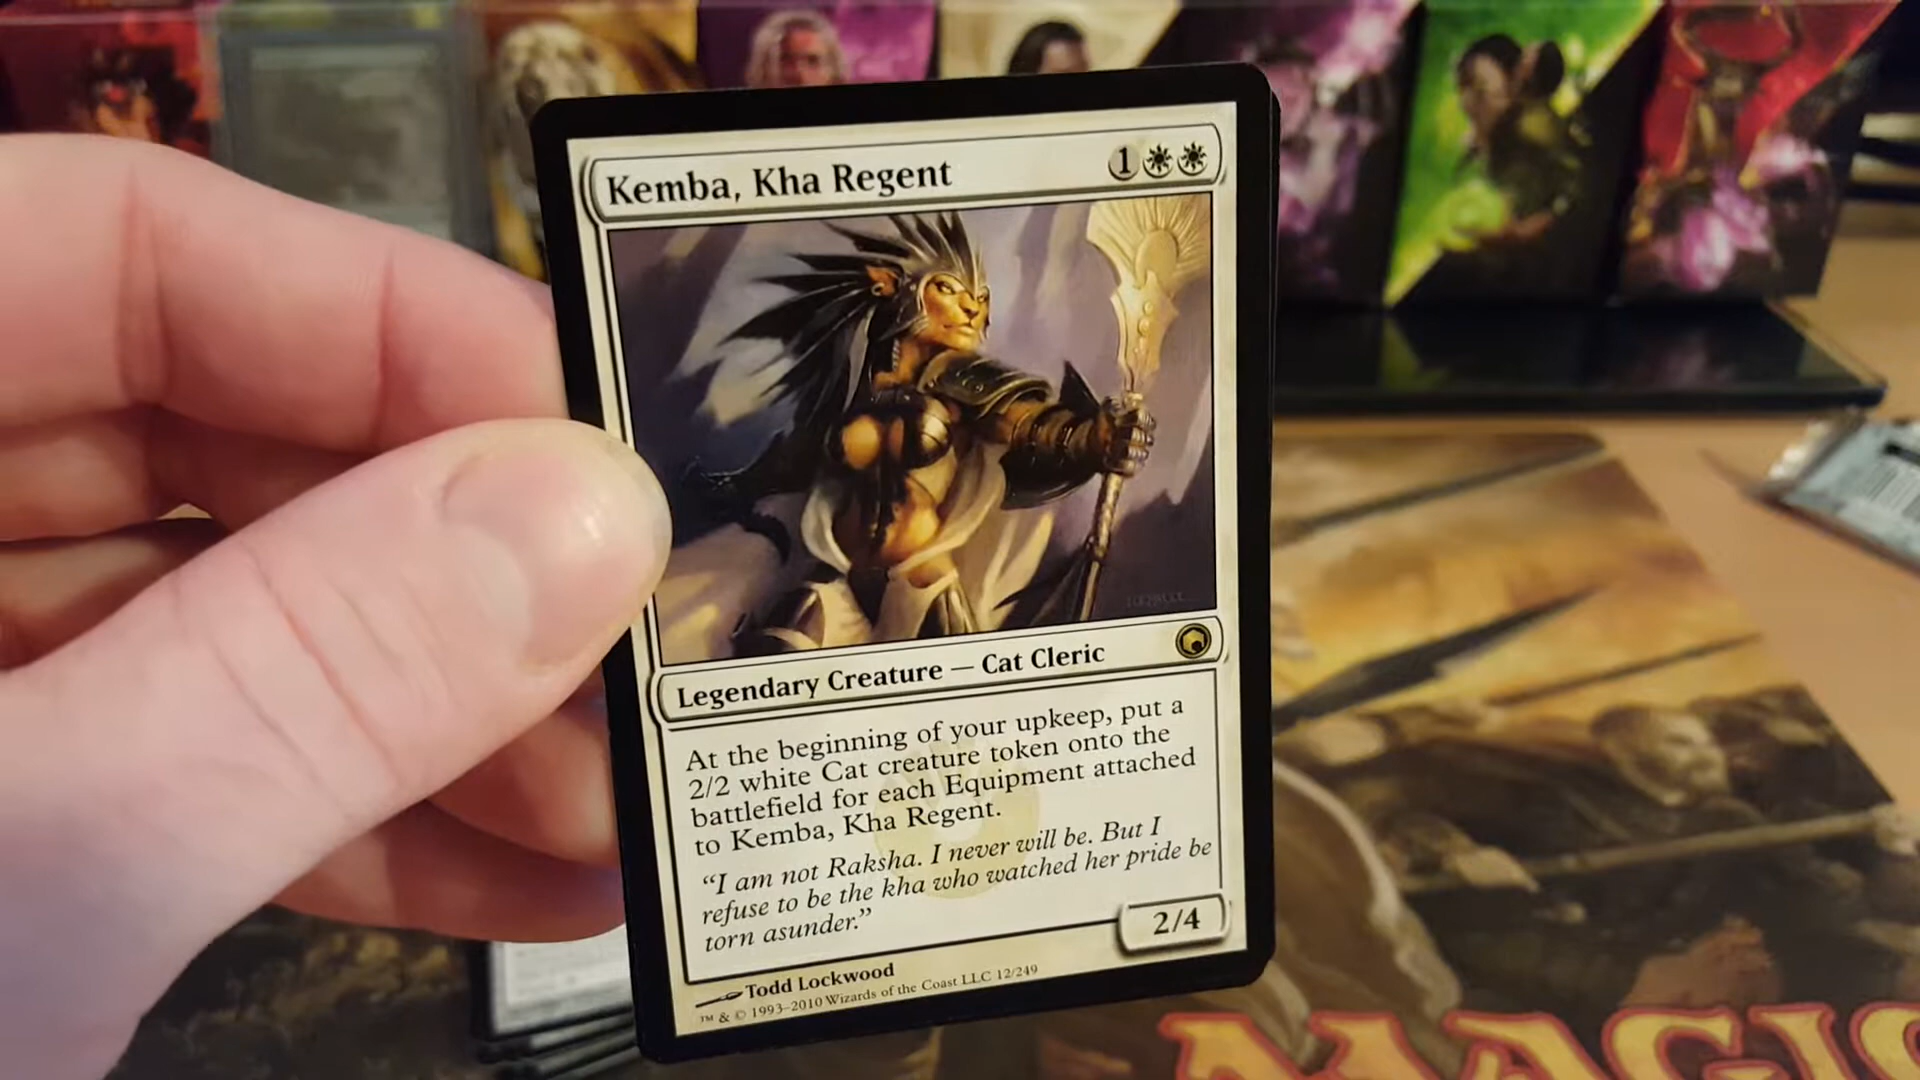 Kemba, Kha Regent 1
Legendary Creature — Cat Cleric
At the beginning of your upkeep, put a
2/2 white Cat creature token onto the
battlefield for each Equipment attached
to Kemba, Kha Regent.
“I am not Raksha. I never will be. But I
refuse to be the kha who watched her pride be
torn asunder.”
2/4
Todd Lockwood
™ & © 1993–2010 Wizards of the Coast LLC 12/249
MAGIC